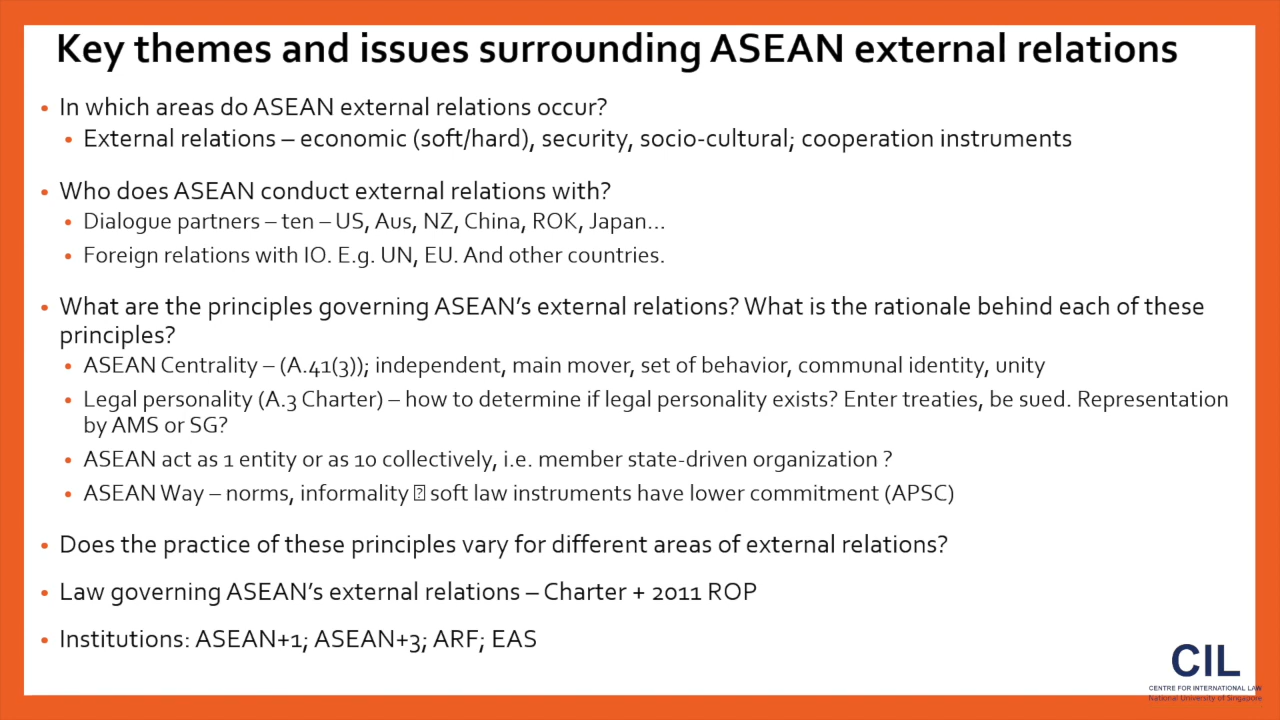 Key themes and issues surrounding ASEAN external relations
• In which areas do ASEAN external relations occur?
• External relations – economic (soft/hard), security, socio-cultural; cooperation instruments
• Who does ASEAN conduct external relations with?
• Dialogue partners – ten – US, Aus, NZ, China, ROK, Japan...
• Foreign relations with IO. E.g. UN, EU. And other countries.
• What are the principles governing ASEAN's external relations? What is the rationale behind each of these
principles?
• ASEAN Centrality – (A.41(3)); independent, main mover, set of behavior, communal identity, unity
• Legal personality (A.3 Charter) – how to determine if legal personality exists? Enter treaties, be sued. Representation
by AMS or SG?
• ASEAN act as 1 entity or as 10 collectively, i.e. member state-driven organization ?
• ASEAN Way – norms, informality ⍰ soft law instruments have lower commitment (APSC)
• Does the practice of these principles vary for different areas of external relations?
• Law governing ASEAN's external relations – Charter + 2011 ROP
• Institutions: ASEAN+1; ASEAN+3; ARF; EAS
CIL
CENTRE FOR INTERNATIONAL LAW
National University of Singapore